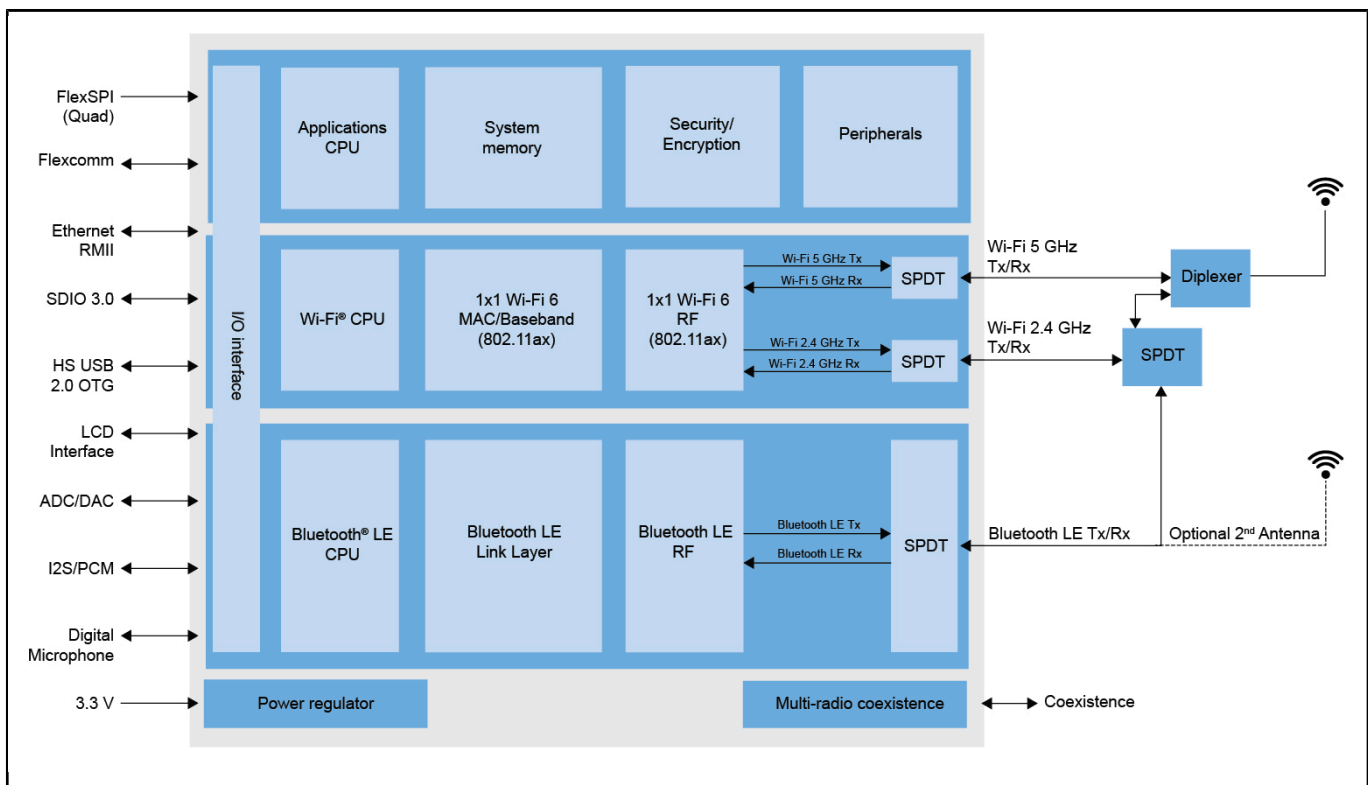 FlexSPI
(Quad)
Flexcomm
Ethernet
RMII
SDIO 3.0
HS USB
2.0 OTG
LCD
Interface
ADC/DAC
I2S/PCM
Digital
Microphone
3.3 V
I/O interface
Applications
CPU
System
memory
Security/
Encryption
Peripherals
Wi-Fi® CPU
1x1 Wi-Fi 6
MAC/Baseband
(802.11ax)
1x1 Wi-Fi 6
RF
(802.11ax)
Wi-Fi 5 GHz Tx
Wi-Fi 5 GHz Rx
SPDT
Wi-Fi 2.4 GHz Tx
Wi-Fi 2.4 GHz Rx
SPDT
Wi-Fi 5 GHz
Tx/Rx
Diplexer
Wi-Fi 2.4 GHz
Tx/Rx
SPDT
Bluetooth® LE
CPU
Bluetooth LE
Link Layer
Bluetooth LE
RF
Bluetooth LE Tx
Bluetooth LE Rx
SPDT
Bluetooth LE Tx/Rx
Optional 2nd Antenna
Power regulator
Multi-radio coexistence
Coexistence